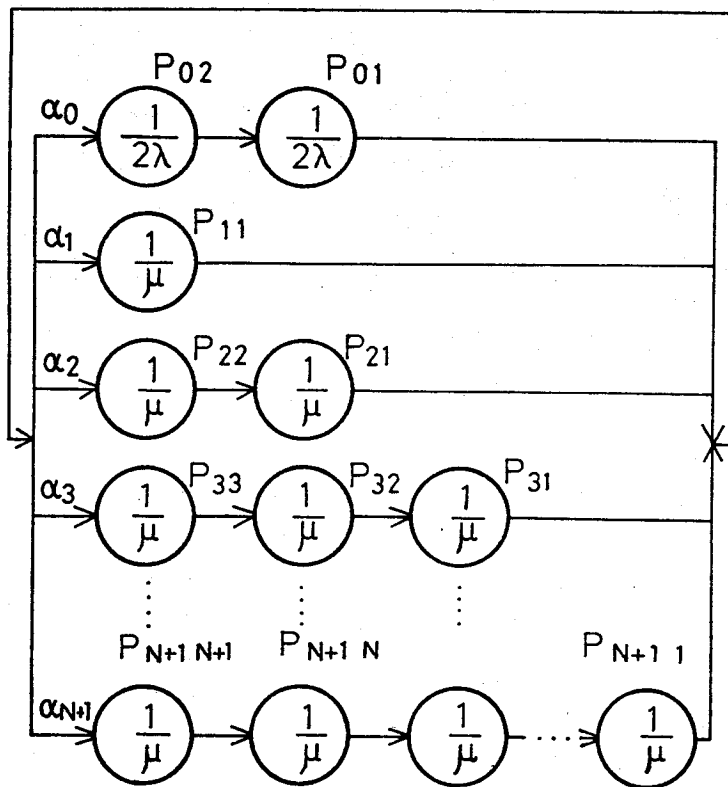 P02 P01
α0 1/2λ 1/2λ
P11
α1 1/μ
P22 P21
α2 1/μ 1/μ
P33 P32 P31
α3 1/μ 1/μ 1/μ
PN+1 N+1 PN+1 N PN+1 1
αN+1 1/μ 1/μ 1/μ 1/μ